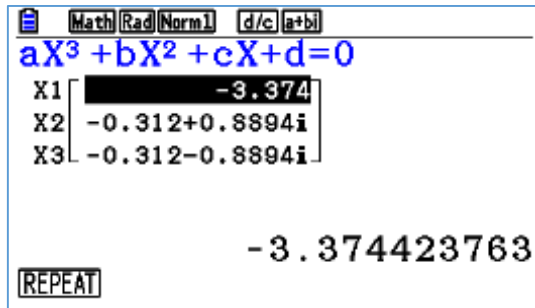 Math Rad Norm1 d/c a+bi
aX³+bX²+cX+d=0
X1 -3.374
X2 -0.312+0.8894i
X3 -0.312-0.8894i
-3.374423763
REPEAT